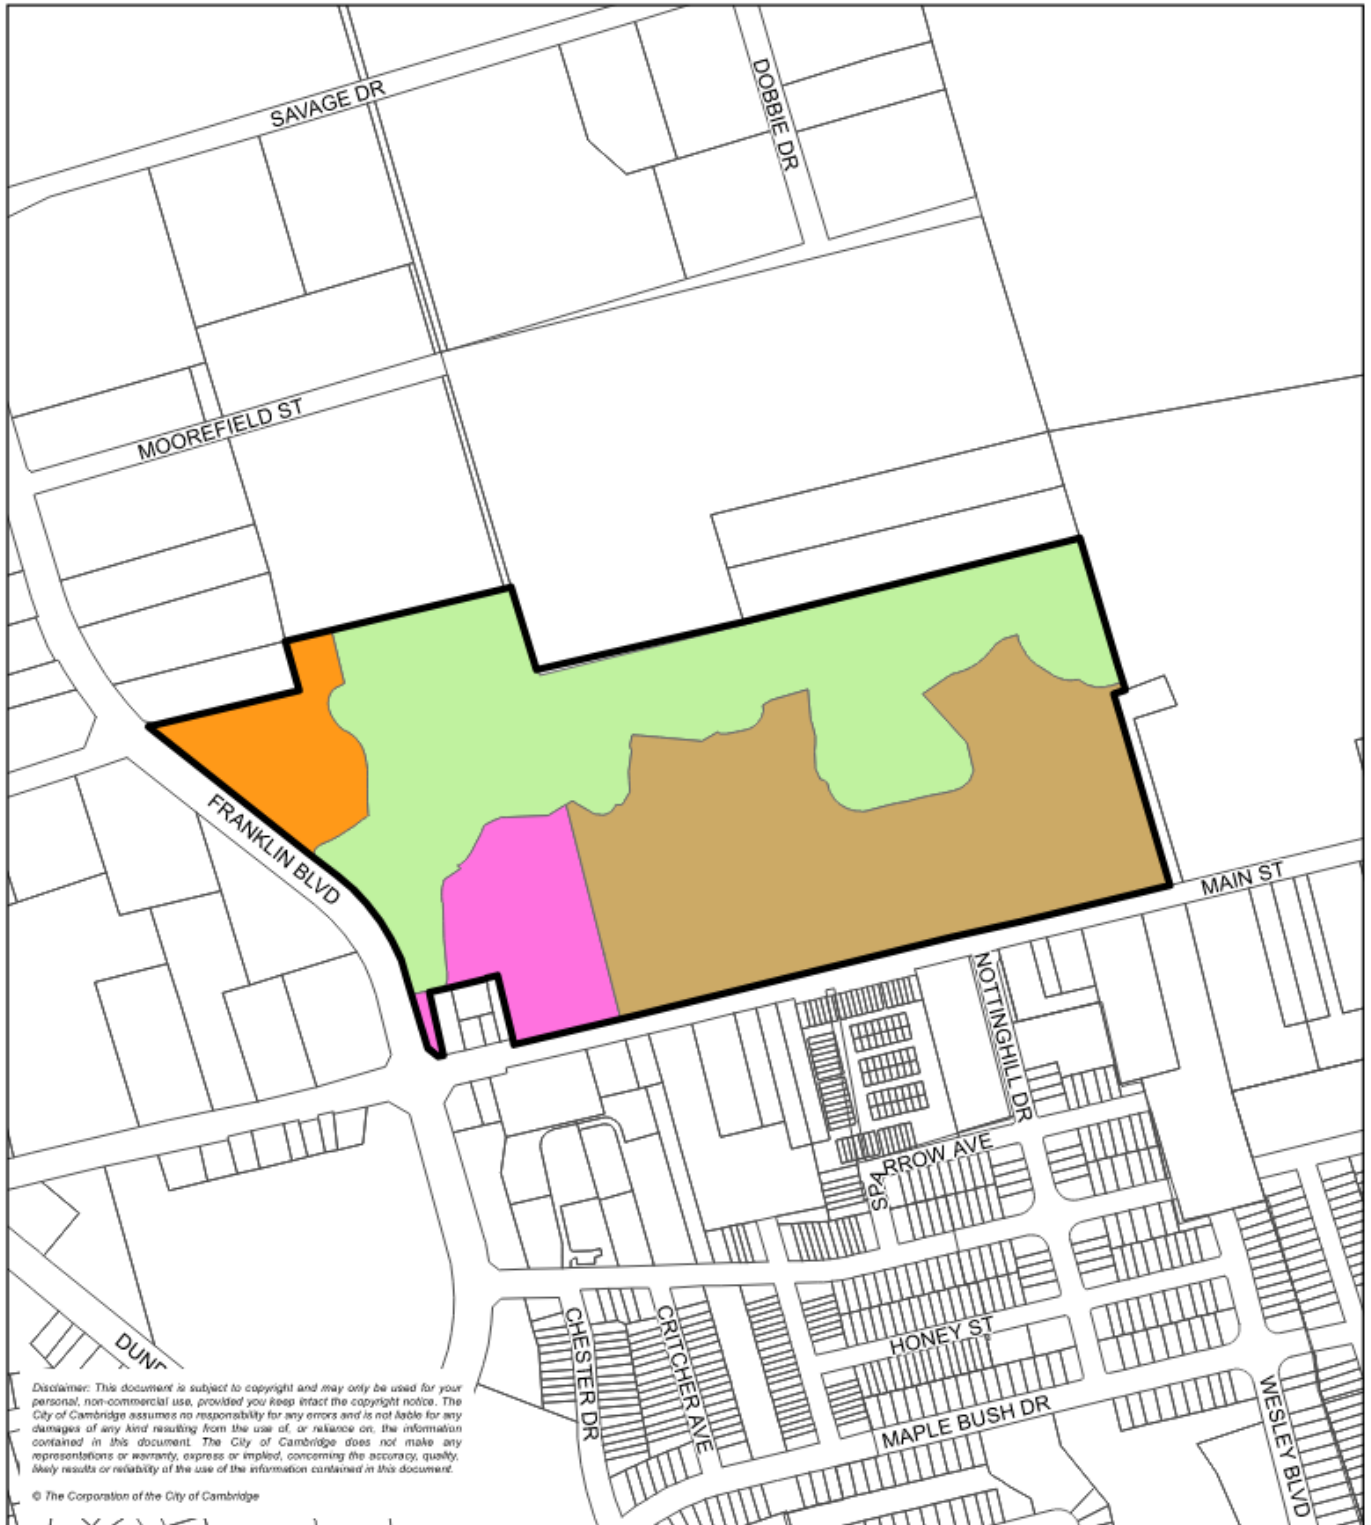 SAVAGE DR
DOBBIE DR
MOOREFIELD ST
FRANKLIN BLVD
MAIN ST
NOTTINGHILL DR
SPARROW AVE
CHESTER DR
CRITCHER AVE
HONEY ST
MAPLE BUSH DR
WESLEY BLVD
DUND
Disclaimer: This document is subject to copyright and may only be used for your
personal, non-commercial use, provided you keep intact the copyright notice. The
City of Cambridge assumes no responsibility for any errors and is not liable for any
damages of any kind resulting from the use of, or reliance on, the information
contained in this document. The City of Cambridge does not make any
representations or warranty, express or implied, concerning the accuracy, quality,
likely results or reliability of the use of the information contained in this document.
© The Corporation of the City of Cambridge